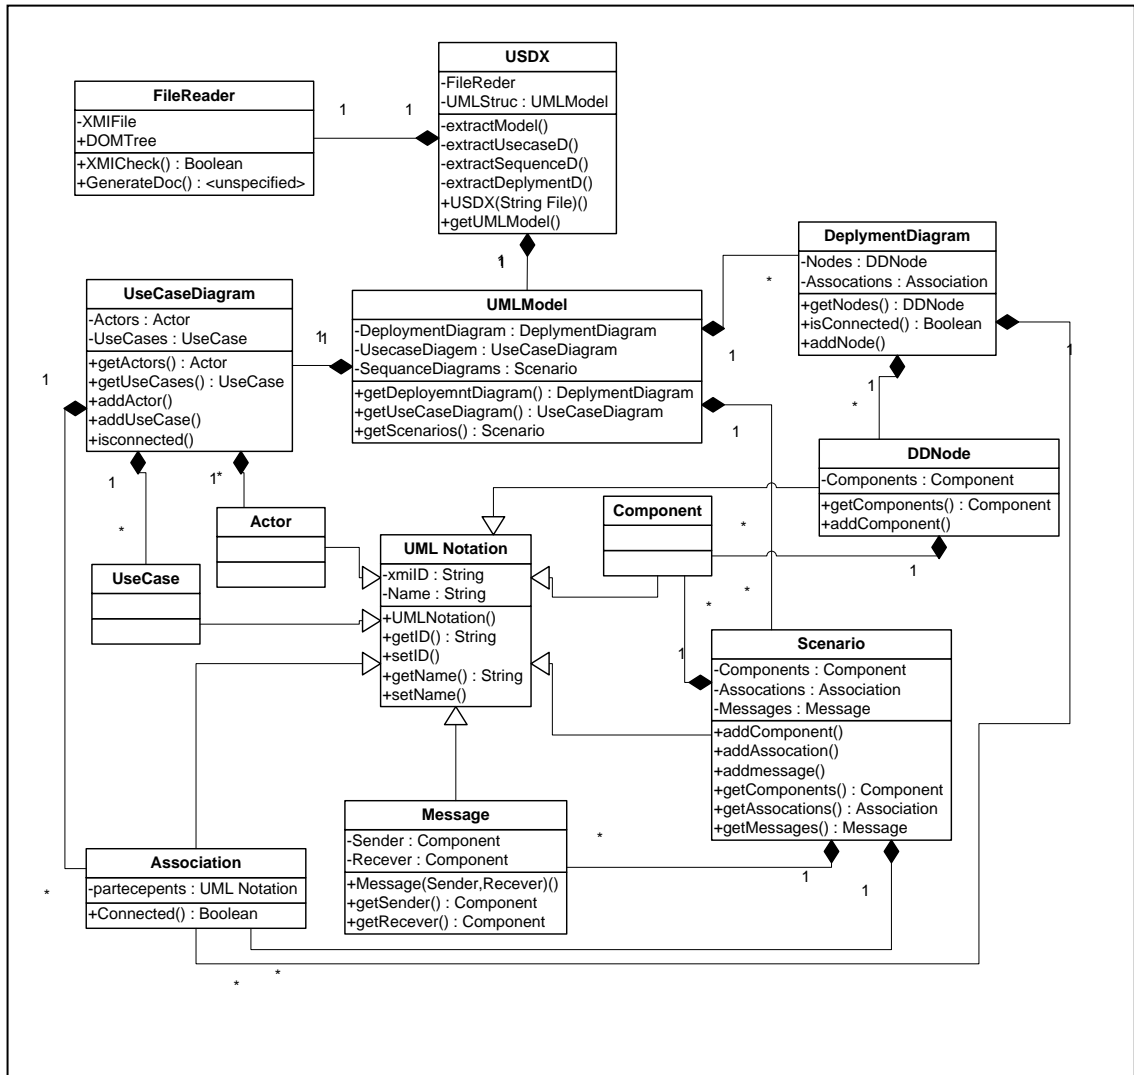 USDX
-FileReder
-UMLStruc : UMLModel
-extractModel()
-extractUsecaseD()
-extractSequenceD()
-extractDeplymentD()
+USDX(String File)()
+getUMLModel()
FileReader
-XMIFile
+DOMTree
+XMICheck() : Boolean
+GenerateDoc() : <unspecified>
1
1
1
1
DeplymentDiagram
-Nodes : DDNode
-Assocations : Association
+getNodes() : DDNode
+isConnected() : Boolean
+addNode()
UseCaseDiagram
-Actors : Actor
-UseCases : UseCase
+getActors() : Actor
+getUseCases() : UseCase
+addActor()
+addUseCase()
+isconnected()
UMLModel
-DeploymentDiagram : DeplymentDiagram
-UsecaseDiagem : UseCaseDiagram
-SequanceDiagrams : Scenario
+getDeployemntDiagram() : DeplymentDiagram
+getUseCaseDiagram() : UseCaseDiagram
+getScenarios() : Scenario
1
1
*
1
1
1
1
1
*
1
*
1
*
DDNode
-Components : Component
+getComponents() : Component
+addComponent()
Actor
Component
*
1
UseCase
UML Notation
-xmiID : String
-Name : String
+UMLNotation()
+getID() : String
+setID()
+getName() : String
+setName()
*
*
1
Scenario
-Components : Component
-Assocations : Association
-Messages : Message
+addComponent()
+addAssocation()
+addmessage()
+getComponents() : Component
+getAssocations() : Association
+getMessages() : Message
Message
-Sender : Component
-Recever : Component
+Message(Sender,Recever)()
+getSender() : Component
+getRecever() : Component
*
1
1
Association
-partecepents : UML Notation
+Connected() : Boolean
*
*
*